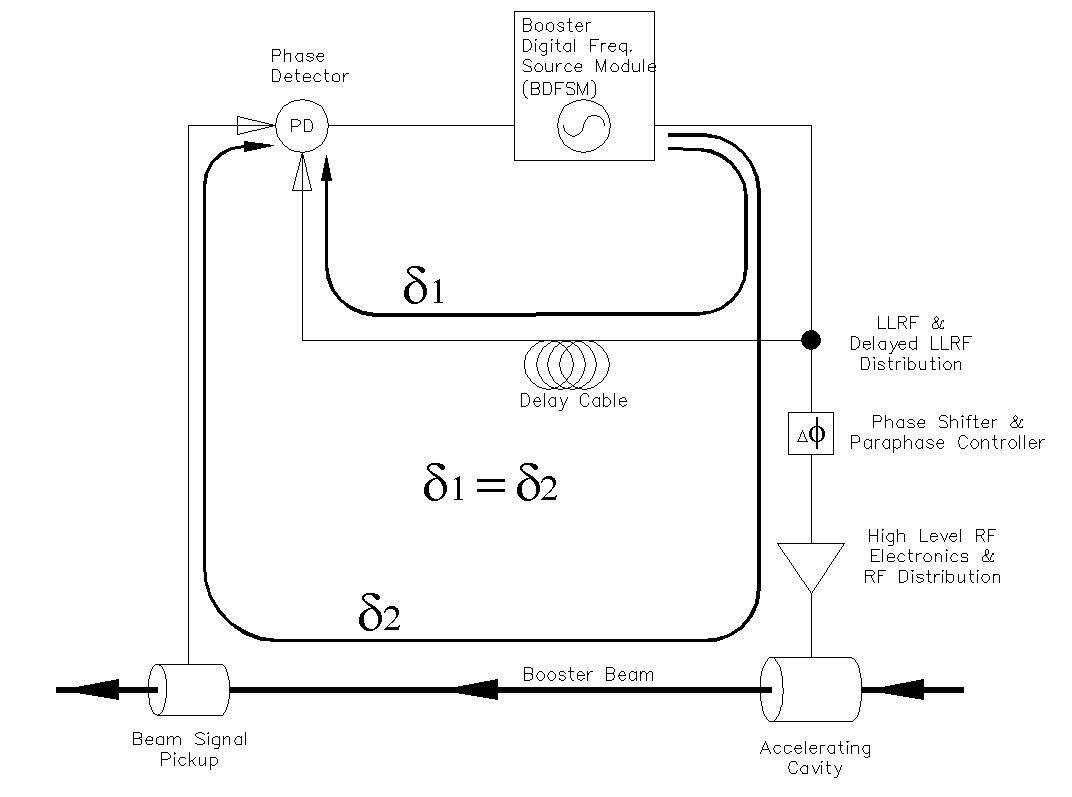 Booster
Digital Freq.
Source Module
(BDFSM)
Phase
Detector
PD
δ1
LLRF &
Delayed LLRF
Distribution
Delay Cable
Δϕ
Phase Shifter &
Paraphase Controller
δ1=δ2
High Level RF
Electronics &
RF Distribution
δ2
Booster Beam
Beam Signal
Pickup
Accelerating
Cavity